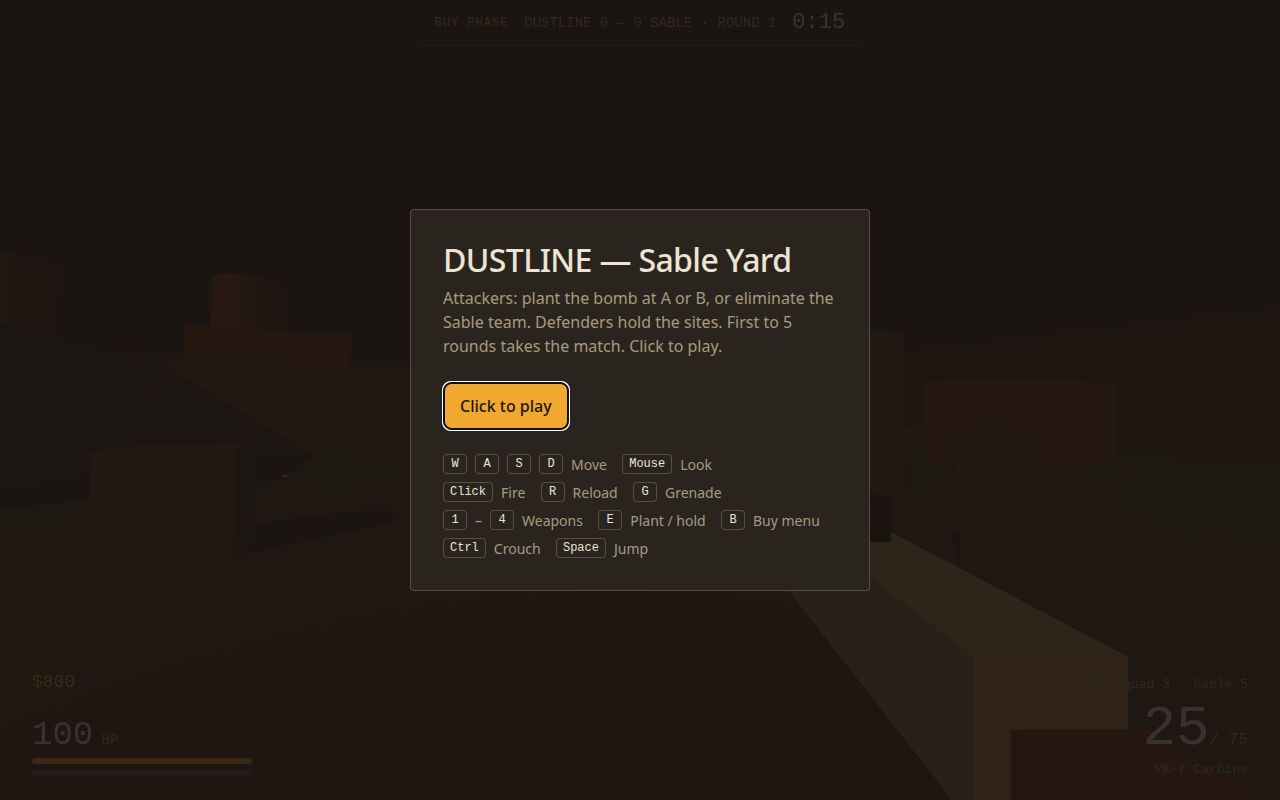 BUY PHASE DUSTLINE 0 — 0 SABLE · ROUND 1 0:15
DUSTLINE — Sable Yard
Attackers: plant the bomb at A or B, or eliminate the
Sable team. Defenders hold the sites. First to 5
rounds takes the match. Click to play.
Click to play
W A S D Move Mouse Look
Click Fire R Reload G Grenade
1 – 4 Weapons E Plant / hold B Buy menu
Ctrl Crouch Space Jump
$800
100 HP
squad 3 · Sable 5
25 / 75
VK-7 Carbine